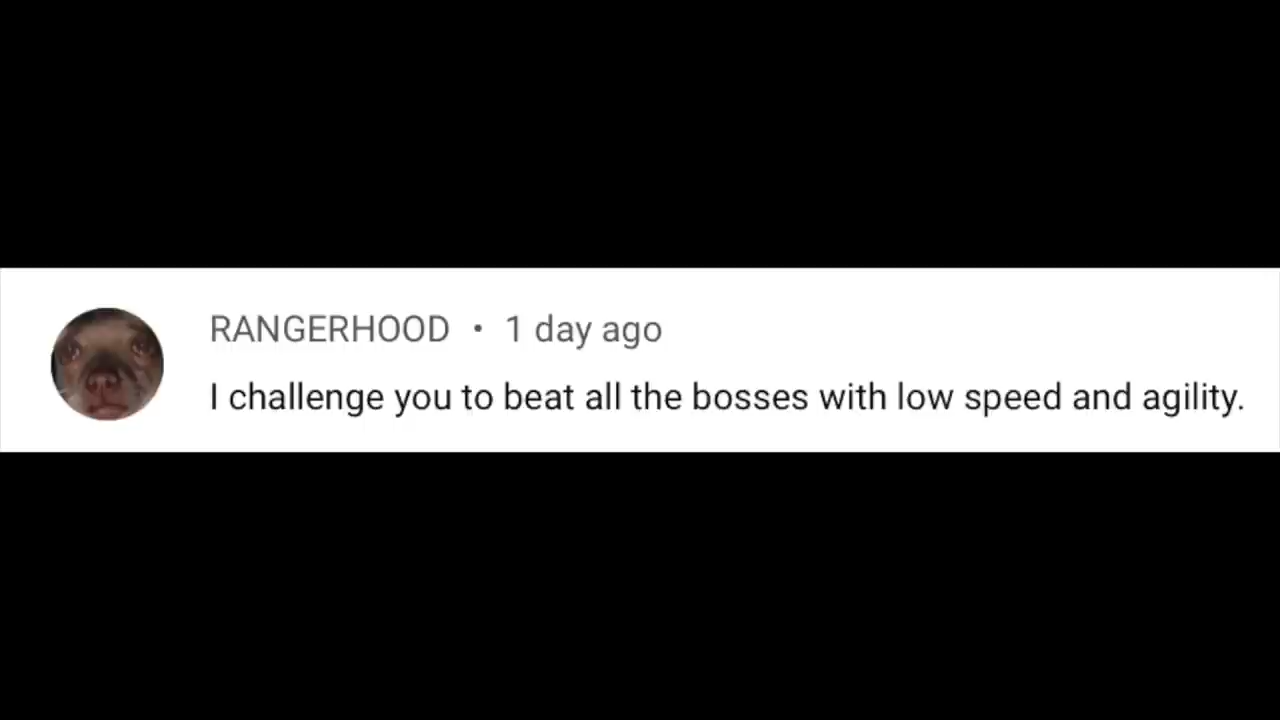 RANGERHOOD • 1 day ago
I challenge you to beat all the bosses with low speed and agility.